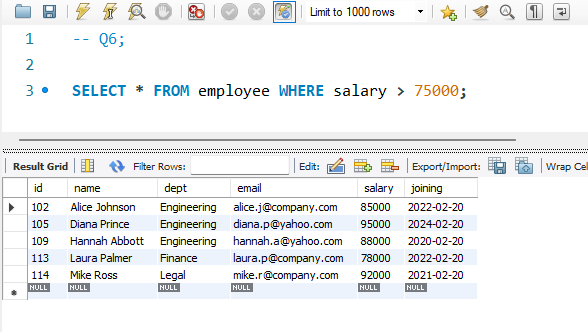 Limit to 1000 rows
1 -- Q6;
2
3 SELECT * FROM employee WHERE salary > 75000;
Result Grid Filter Rows: Edit: Export/Import: Wrap Cel
id name dept email salary joining
102 Alice Johnson Engineering alice.j@company.com 85000 2022-02-20
105 Diana Prince Engineering diana.p@yahoo.com 95000 2024-02-20
109 Hannah Abbott Engineering hannah.a@yahoo.com 88000 2020-02-20
113 Laura Palmer Finance laura.p@company.com 78000 2022-02-20
114 Mike Ross Legal mike.r@company.com 92000 2021-02-20
NULL NULL NULL NULL NULL NULL